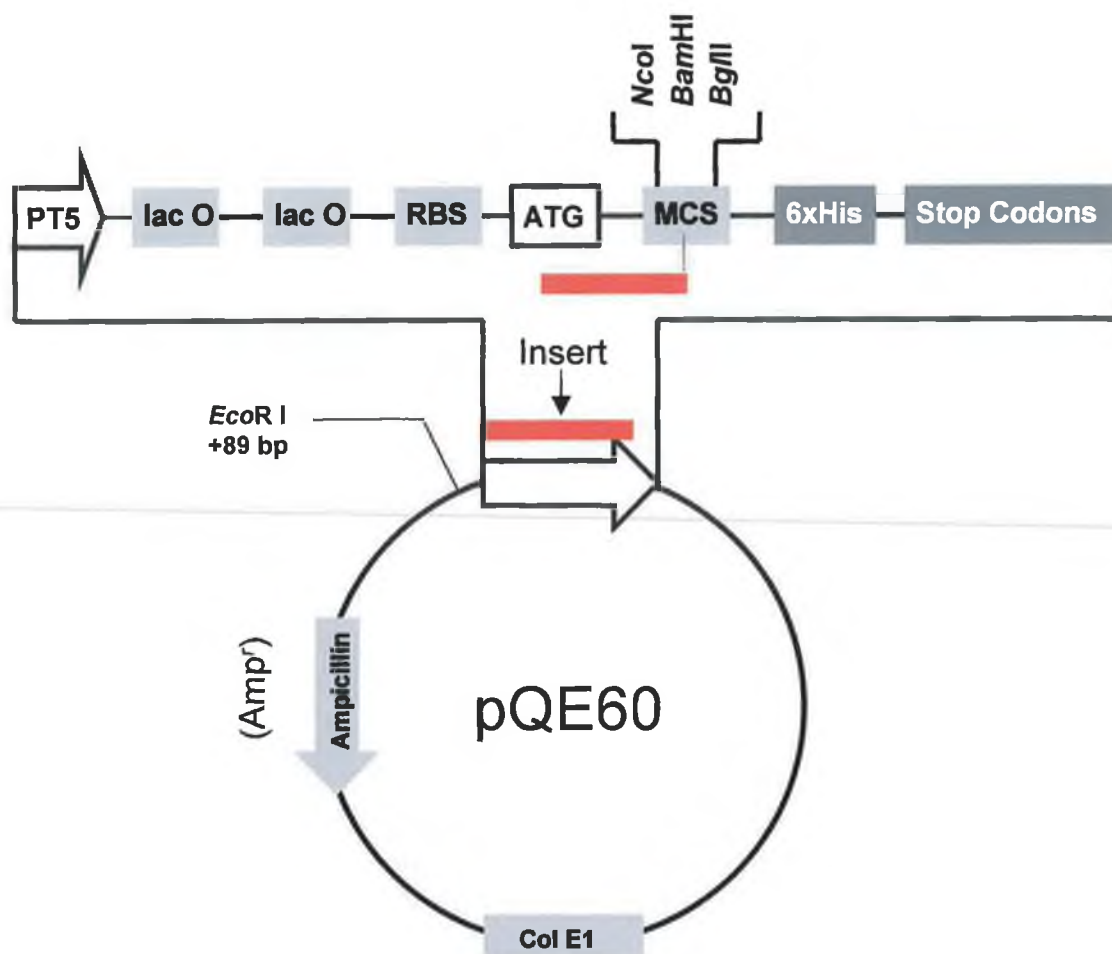 NcoI
BamHI
BglII
PT5
lac O
lac O
RBS
ATG
MCS
6xHis
Stop Codons
Insert
EcoR I
+89 bp
(Ampʳ)
Ampicillin
pQE60
Col E1